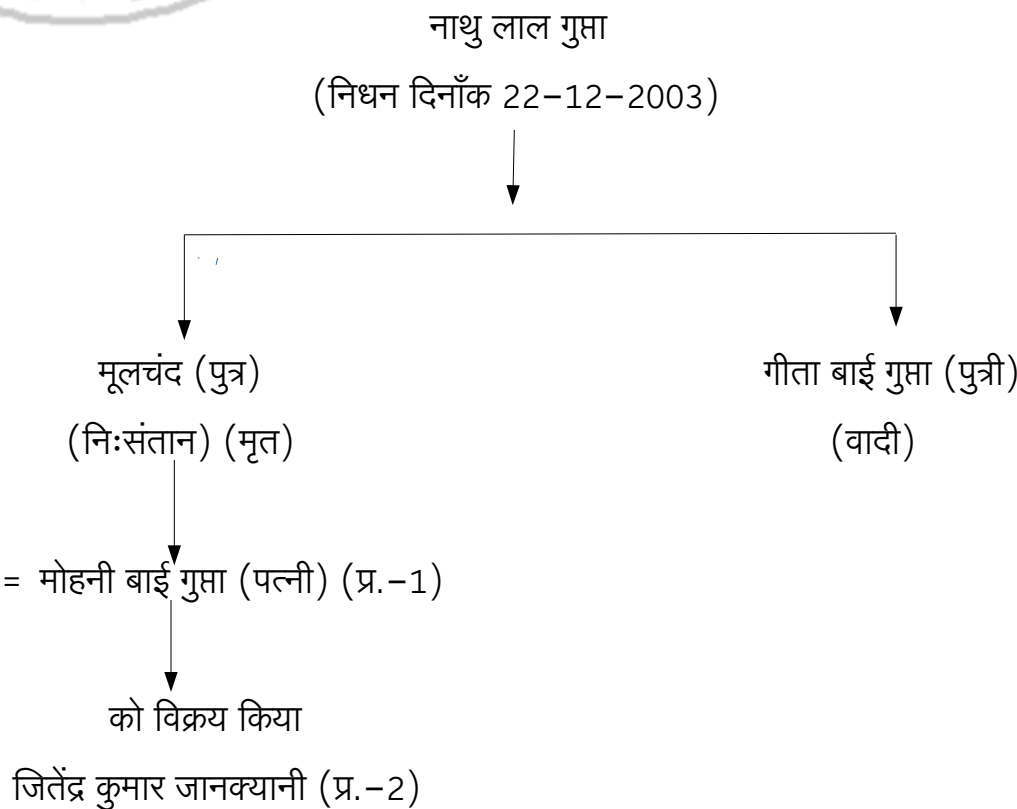 नाथु लाल गुप्ता
(निधन दिनाँक 22-12-2003)
मूलचंद (पुत्र)
(निःसंतान) (मृत)
गीता बाई गुप्ता (पुत्री)
(वादी)
= मोहनी बाई गुप्ता (पत्नी) (प्र.-1)
को विक्रय किया
जितेंद्र कुमार जानक्यानी (प्र.-2)